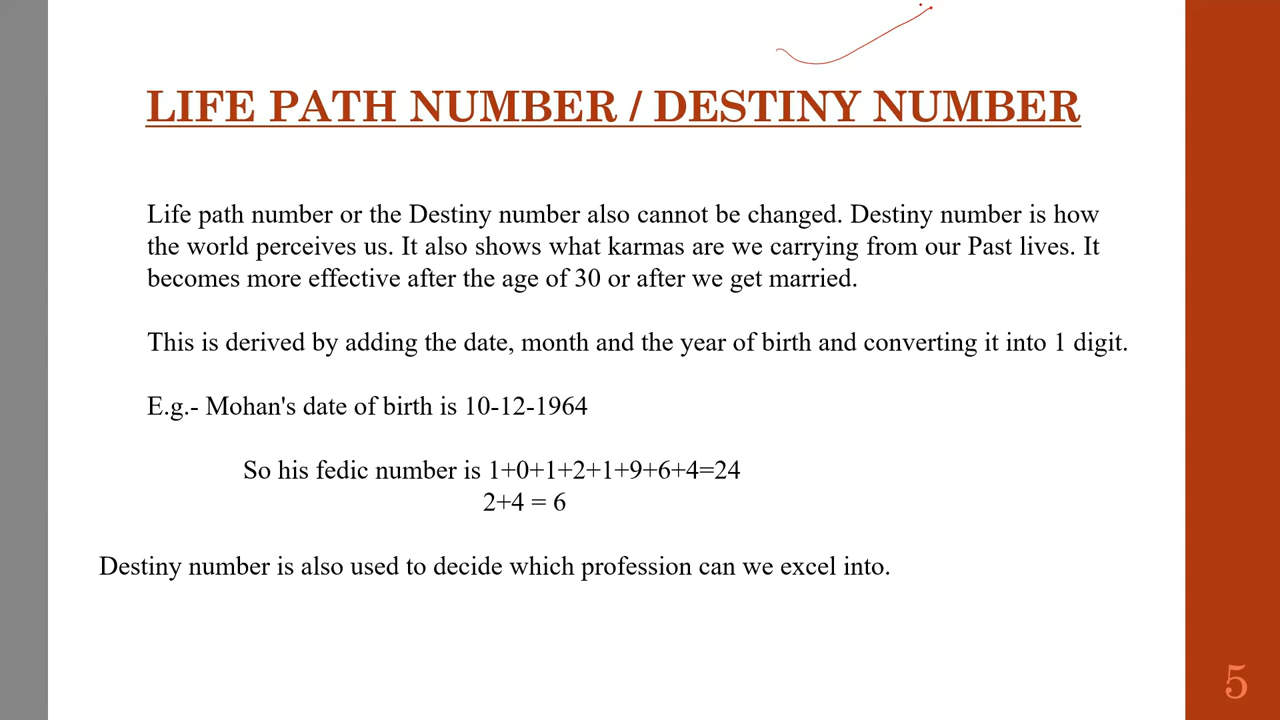 LIFE PATH NUMBER / DESTINY NUMBER
Life path number or the Destiny number also cannot be changed. Destiny number is how
the world perceives us. It also shows what karmas are we carrying from our Past lives. It
becomes more effective after the age of 30 or after we get married.
This is derived by adding the date, month and the year of birth and converting it into 1 digit.
E.g.- Mohan's date of birth is 10-12-1964
So his fedic number is 1+0+1+2+1+9+6+4=24
2+4 = 6
Destiny number is also used to decide which profession can we excel into.
5